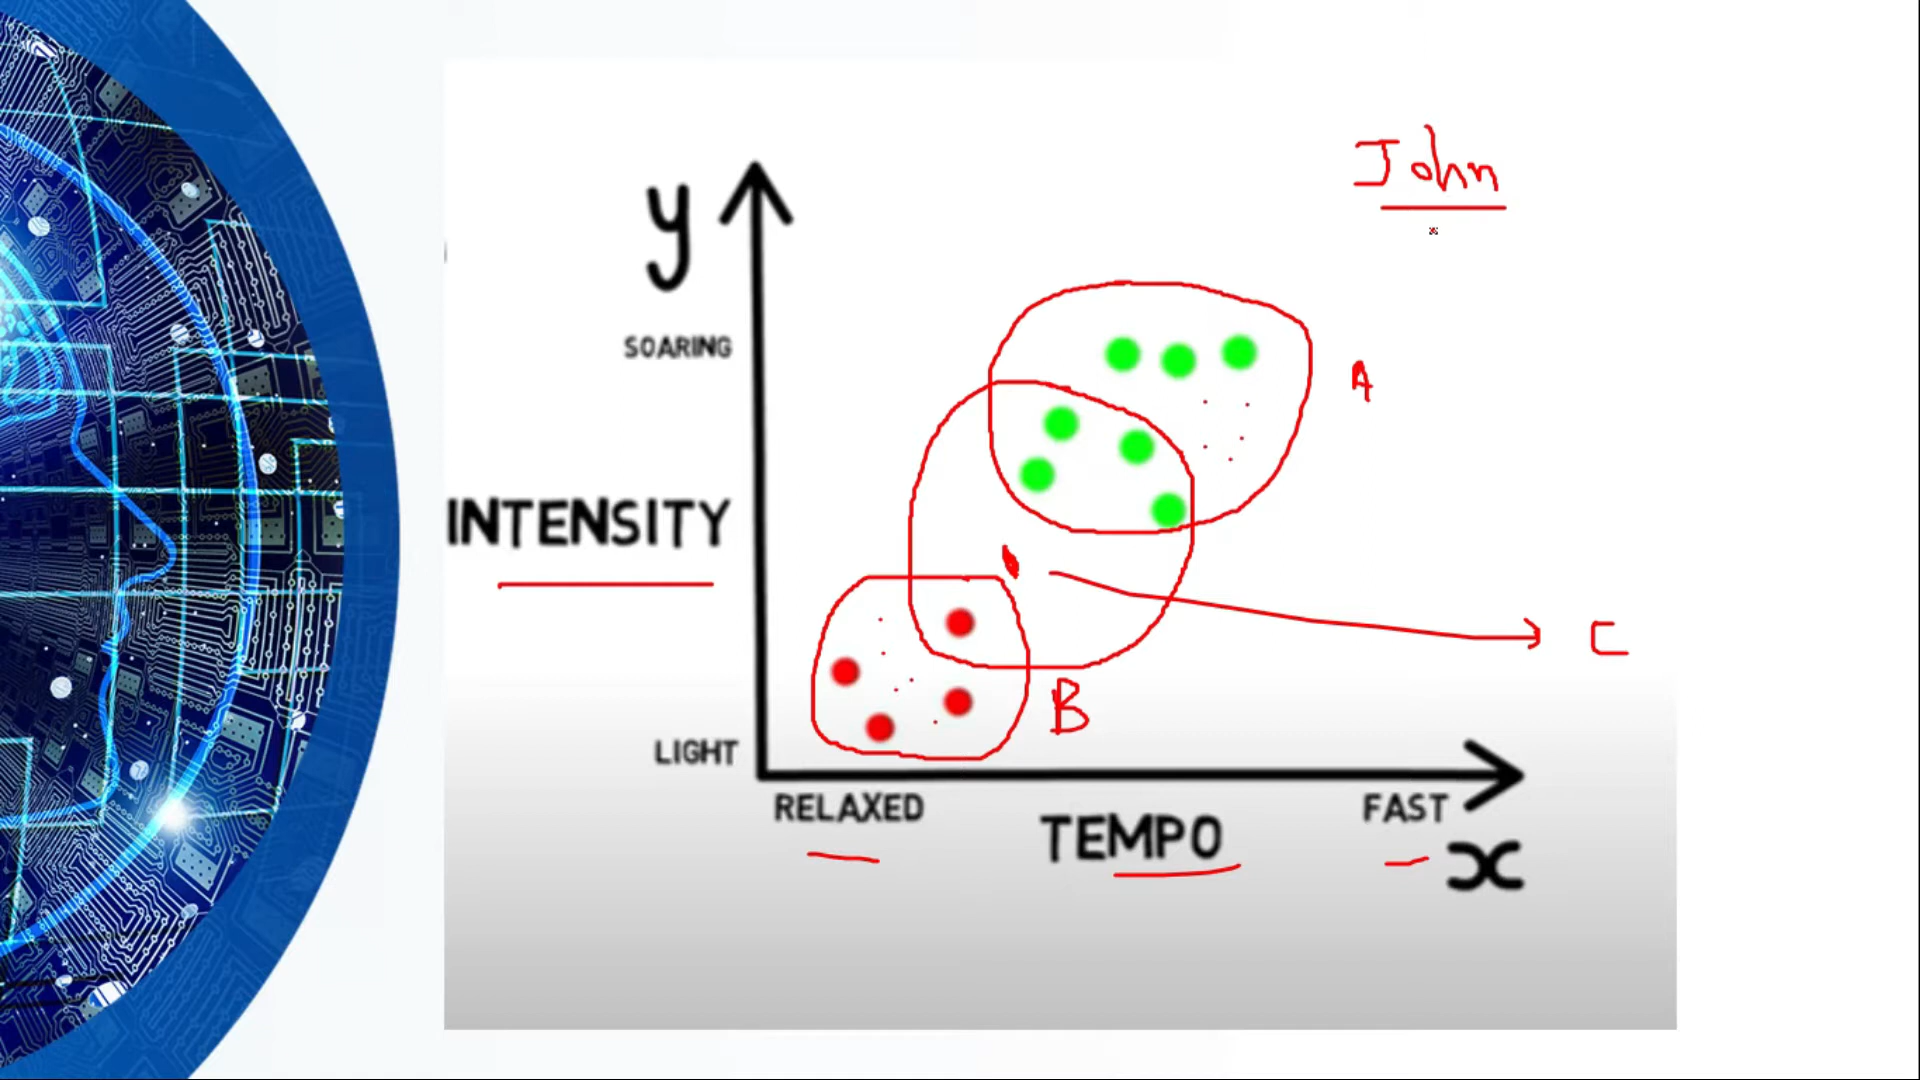 John
y
SOARING
A
INTENSITY
C
B
LIGHT
RELAXED
FAST
TEMPO
x